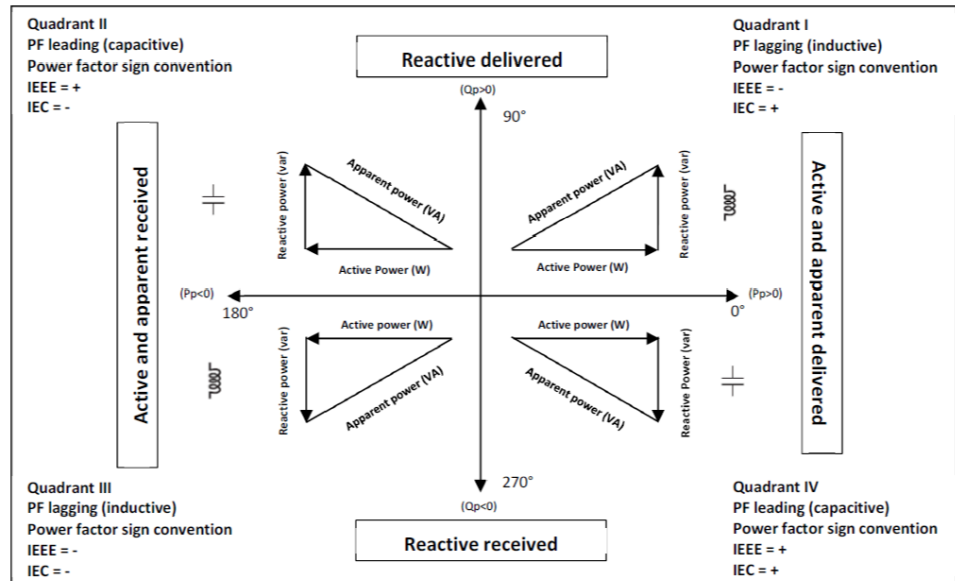 Quadrant II
PF leading (capacitive)
Power factor sign convention
IEEE = +
IEC = -
Reactive delivered
(Qp>0)
90°
Quadrant I
PF lagging (inductive)
Power factor sign convention
IEEE = -
IEC = +
Active and apparent received
Reactive power (var)
Apparent power (VA)
Active Power (W)
Apparent power (VA)
Reactive power (var)
Active Power (W)
Active and apparent delivered
(Pp<0)
180°
0°
(Pp>0)
Active power (W)
Reactive power (var)
Apparent power (VA)
Active power (W)
Reactive Power (var)
Apparent power (VA)
270°
(Qp<0)
Reactive received
Quadrant III
PF lagging (inductive)
Power factor sign convention
IEEE = -
IEC = -
Quadrant IV
PF leading (capacitive)
Power factor sign convention
IEEE = +
IEC = +